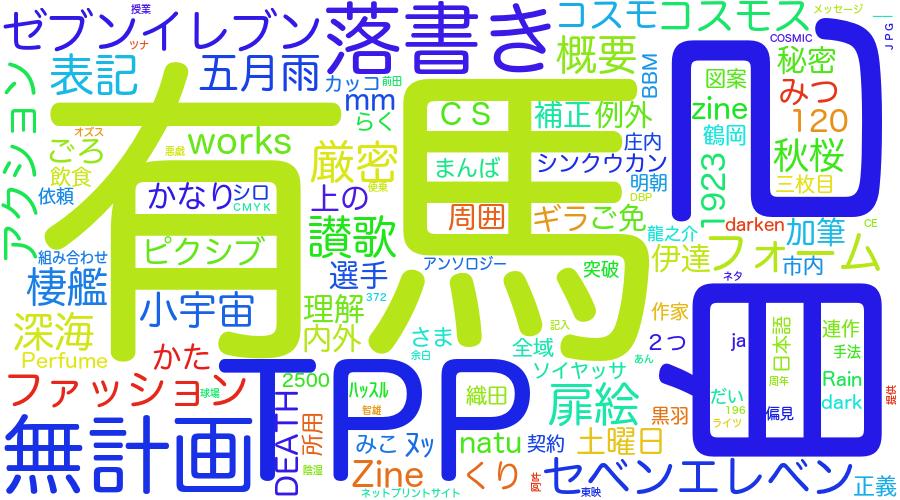 ゼブンイレブン
授業
ツナ
落書き
コスモ
コスモス
メッセージ
COSMIC
JPG
表記
五月雨
カッコ
前田
mm
らく
概要
BBM
秘密
図案
みつ
アクション
オズス
ごろ
悪戯
works
CS
補正
例外
zine
120
飲食
依頼
厳密
便乗
まんば
庄内
シンクウカン
鶴岡
秋桜
有馬
かなり
シロ
CMYK
上の
明朝
DBP
三枚目
1923
ピクシブ
讃歌
周囲
ギラ
ご免
darken
CE
龍之介
加筆
組み合わせ
棲艦
選手
アンソロジー
突破
伊達
フォーム
市内
ネタ
小宇宙
理解
372
深海
内外
さま
余白
記入
全域
作家
2つ
ja
日本語
連作
手法
Perfume
かた
TPP
あん
ソイヤッサ
ファッション
球場
2500
ハッスル
織田
扉絵
黒羽
周年
Rain
だい
196
ライツ
偏見
dark
無計画
DEATH
所用
智雄
みこ
ヌッ
natu
契約
土曜日
陰湿
Zine
くり
セベンエレベン
東映
ネットプリントサイト
正義